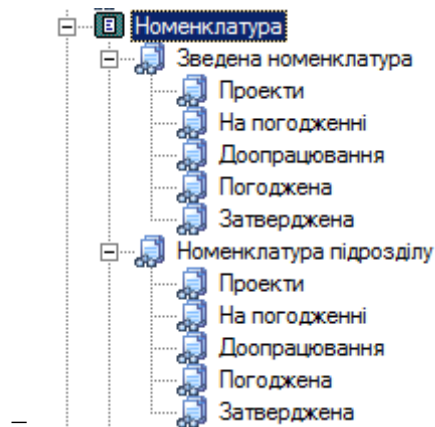 Номенклатура
Зведена номенклатура
Проекти
На погодженні
Доопрацювання
Погоджена
Затверджена
Номенклатура підрозділу
Проекти
На погодженні
Доопрацювання
Погоджена
Затверджена